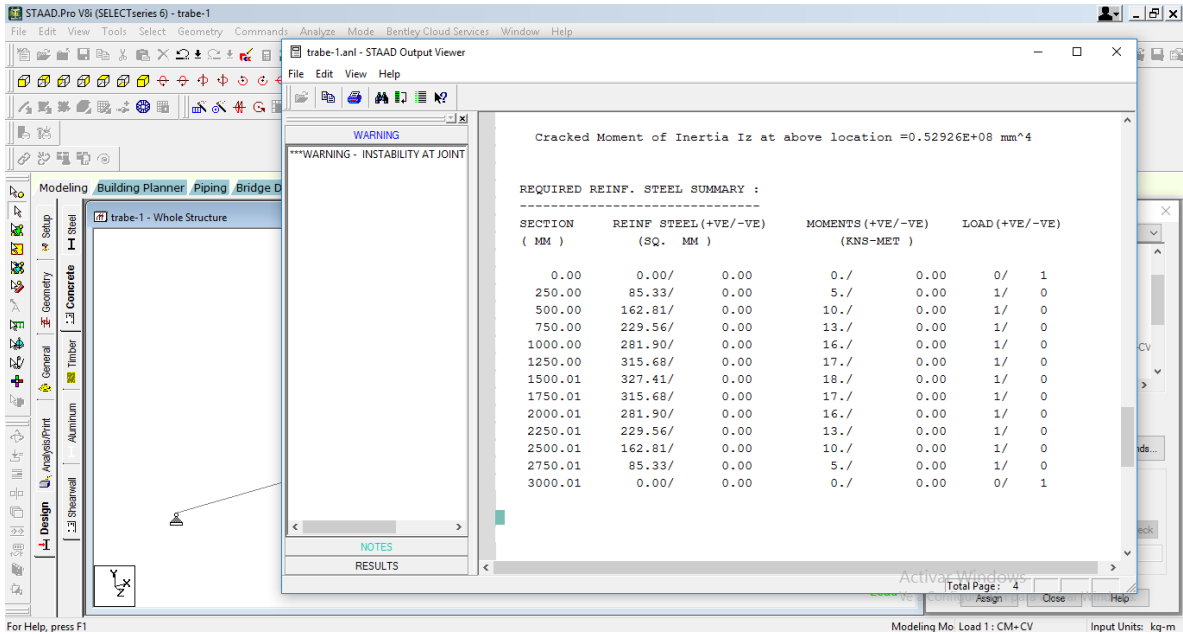 STAAD.Pro V8i (SELECTseries 6) - trabe-1
File Edit View Tools Select Geometry Commands Analyze Mode Bentley Cloud Services Window Help
trabe-1.anl - STAAD Output Viewer
File Edit View Help
WARNING
***WARNING - INSTABILITY AT JOINT
NOTES
RESULTS
Modeling Building Planner Piping Bridge D
trabe-1 - Whole Structure
Setup
Geometry
General
Analysis/Print
Design
Steel
Concrete
Timber
Aluminum
Shearwall
Cracked Moment of Inertia Iz at above location =0.52926E+08 mm^4
REQUIRED REINF. STEEL SUMMARY :
-------------------------------
SECTION REINF STEEL(+VE/-VE) MOMENTS(+VE/-VE) LOAD(+VE/-VE)
( MM ) (SQ. MM ) (KNS-MET )
0.00 0.00/ 0.00 0./ 0.00 0/ 1
250.00 85.33/ 0.00 5./ 0.00 1/ 0
500.00 162.81/ 0.00 10./ 0.00 1/ 0
750.00 229.56/ 0.00 13./ 0.00 1/ 0
1000.00 281.90/ 0.00 16./ 0.00 1/ 0
1250.00 315.68/ 0.00 17./ 0.00 1/ 0
1500.01 327.41/ 0.00 18./ 0.00 1/ 0
1750.01 315.68/ 0.00 17./ 0.00 1/ 0
2000.01 281.90/ 0.00 16./ 0.00 1/ 0
2250.01 229.56/ 0.00 13./ 0.00 1/ 0
2500.01 162.81/ 0.00 10./ 0.00 1/ 0
2750.01 85.33/ 0.00 5./ 0.00 1/ 0
3000.01 0.00/ 0.00 0./ 0.00 0/ 1
Y
X
Z
-CV
nds...
eck
Activar Windows
Total Page : 4
Assign Close Help
For Help, press F1
Modeling Mo Load 1 : CM+CV Input Units: kg-m